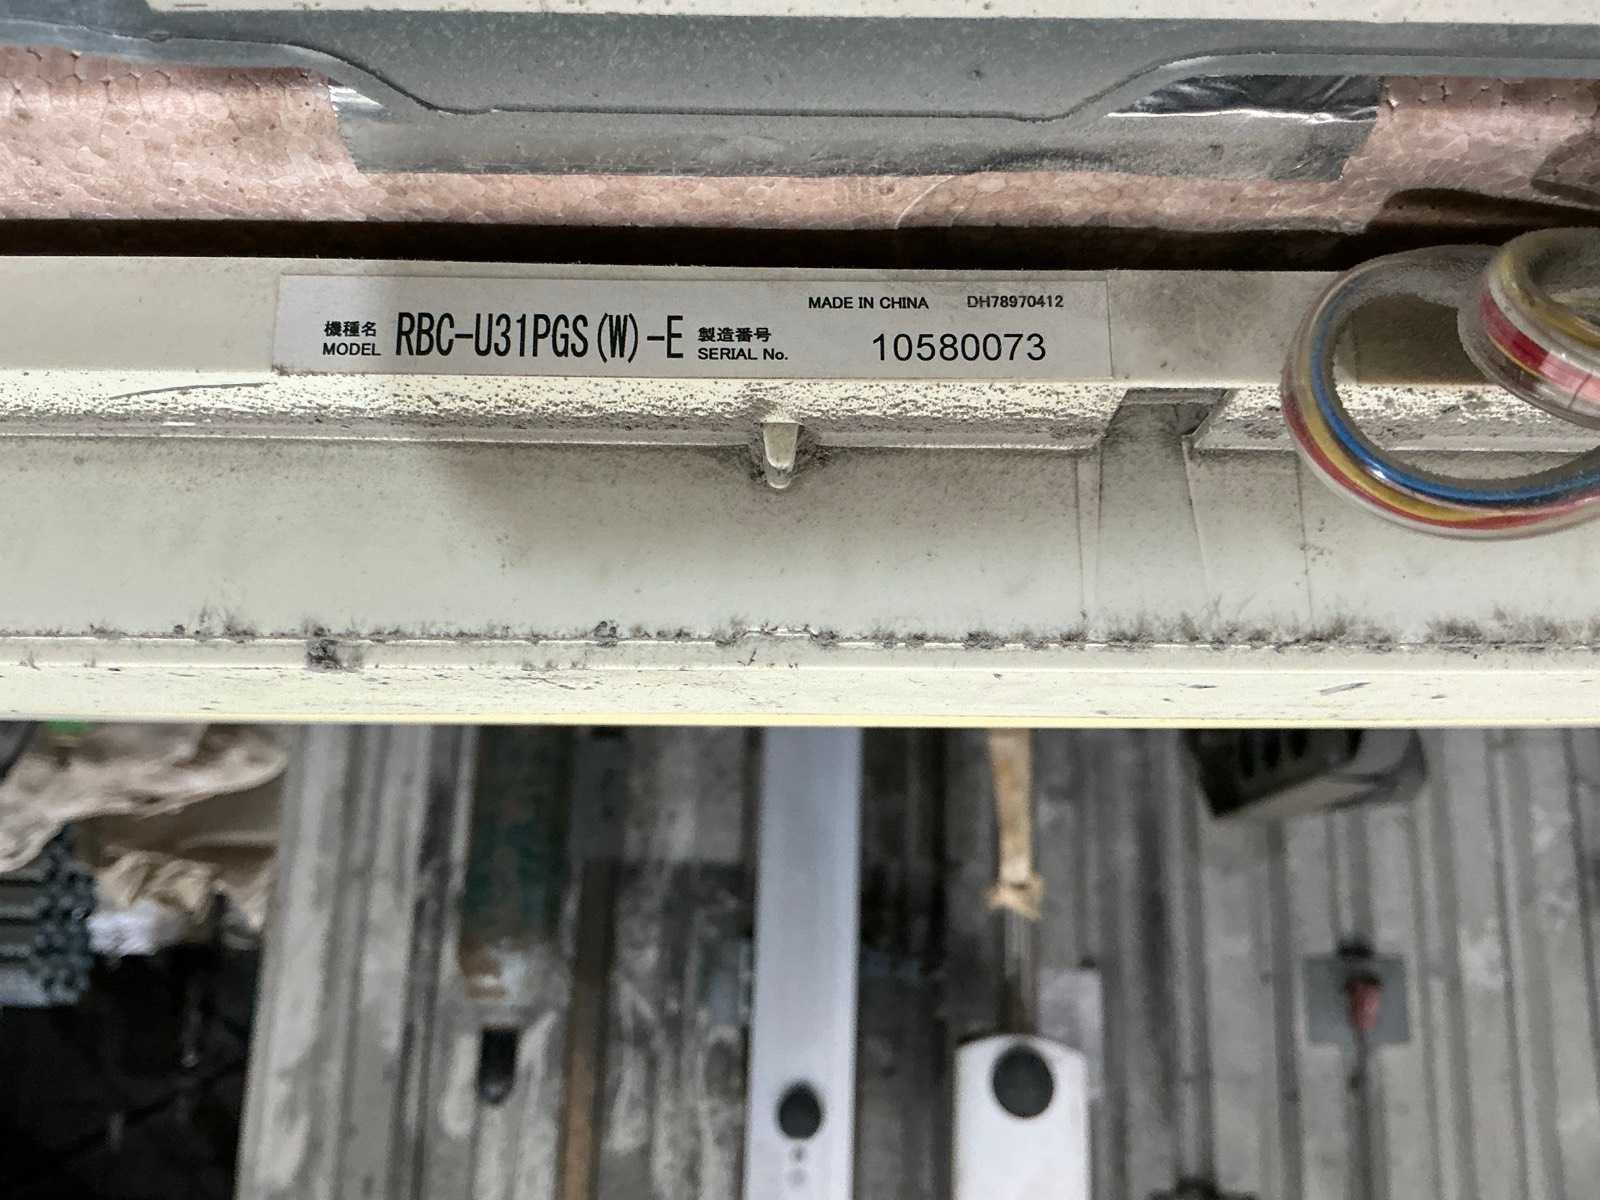 MADE IN CHINA DH78970412
機種名 MODEL RBC-U31PGS(W)-E 製造番号 SERIAL No. 10580073